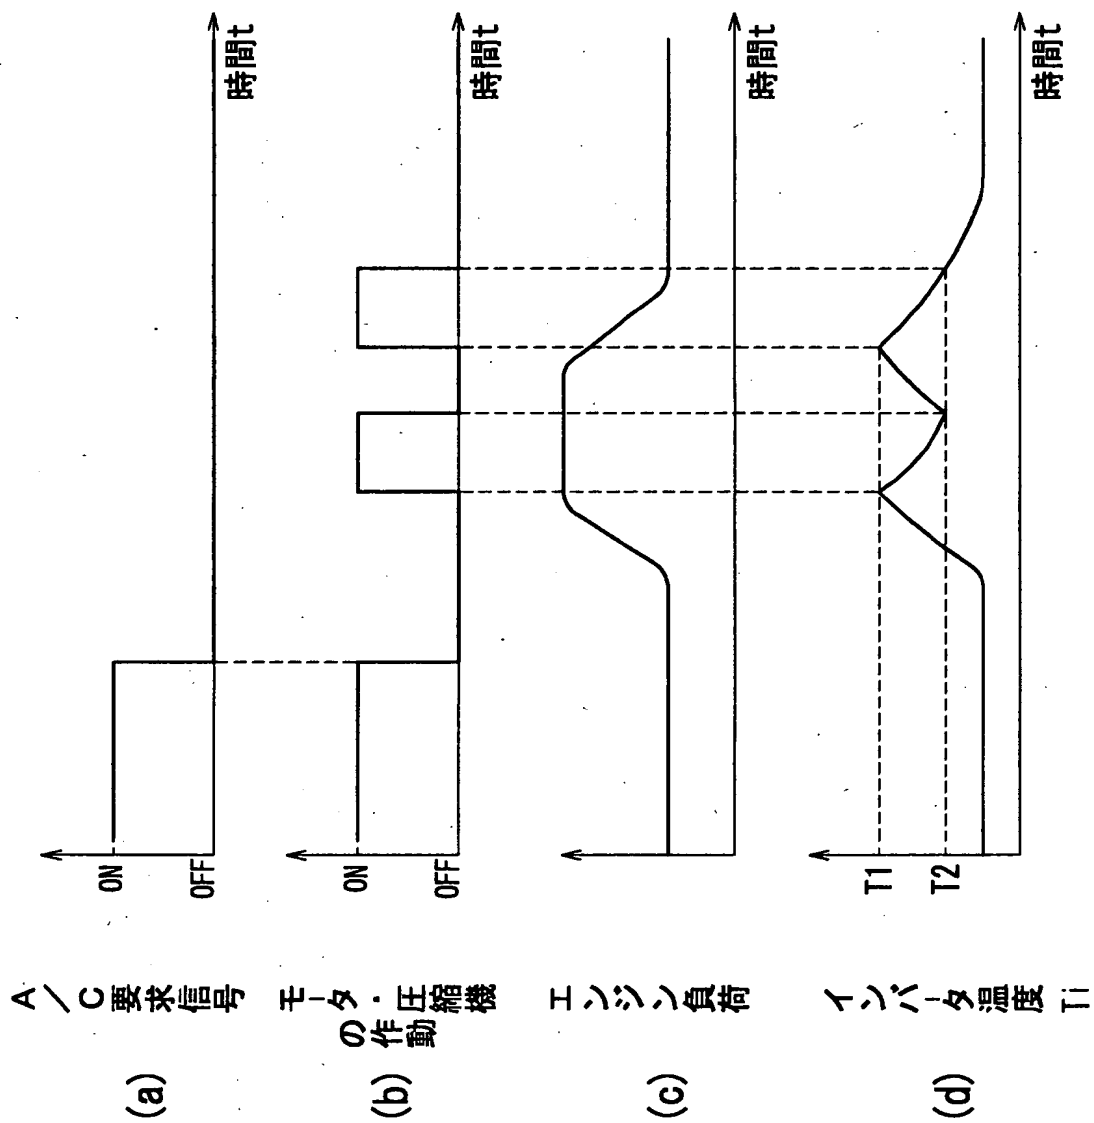 (a)
A／C要求信号
ON
OFF
時間t
(b)
モータ・圧縮機
の作動
ON
OFF
時間t
(c)
エンジン負荷
時間t
(d)
インバータ温度 Ti
T1
T2
時間t